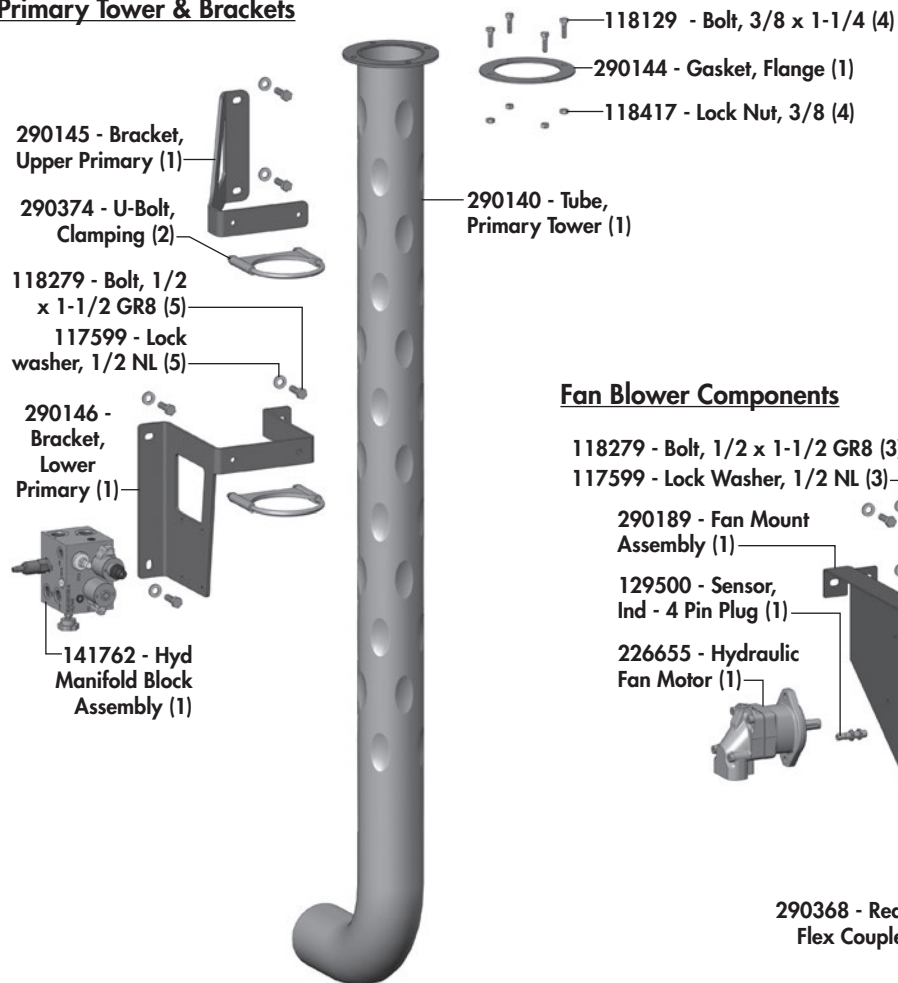 Primary Tower & Brackets
118129 - Bolt, 3/8 x 1-1/4 (4)
290144 - Gasket, Flange (1)
118417 - Lock Nut, 3/8 (4)
290145 - Bracket,
Upper Primary (1)
290374 - U-Bolt,
Clamping (2)
118279 - Bolt, 1/2
x 1-1/2 GR8 (5)
117599 - Lock
washer, 1/2 NL (5)
290146 -
Bracket,
Lower
Primary (1)
141762 - Hyd
Manifold Block
Assembly (1)
290140 - Tube,
Primary Tower (1)
Fan Blower Components
118279 - Bolt, 1/2 x 1-1/2 GR8 (3)
117599 - Lock Washer, 1/2 NL (3)
290189 - Fan Mount
Assembly (1)
129500 - Sensor,
Ind - 4 Pin Plug (1)
226655 - Hydraulic
Fan Motor (1)
290368 -
Flex